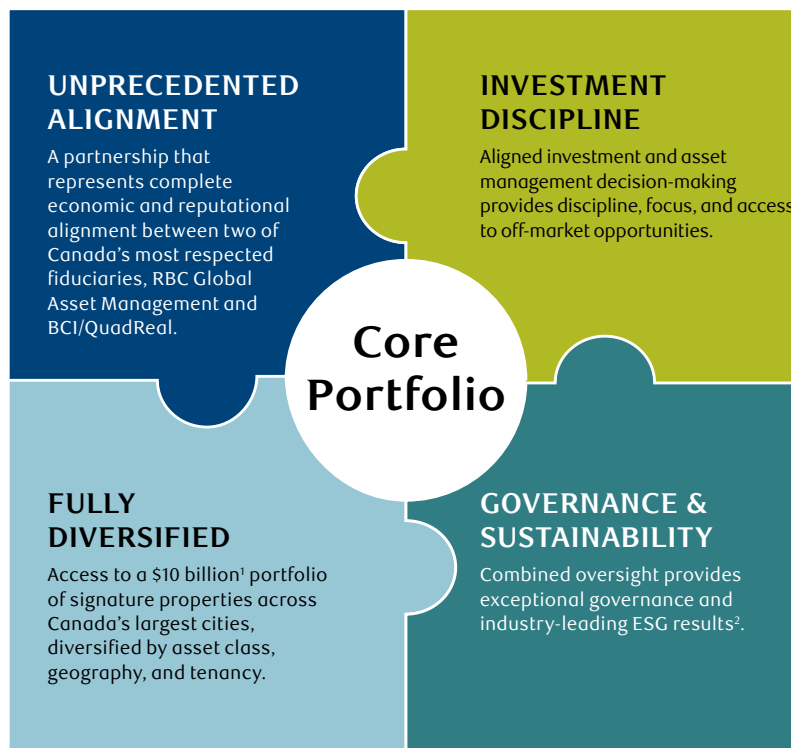 UNPRECEDENTED
ALIGNMENT
A partnership that
represents complete
economic and reputational
alignment between two of
Canada’s most respected
fiduciaries, RBC Global
Asset Management and
BCI/QuadReal.
INVESTMENT
DISCIPLINE
Aligned investment and asset
management decision-making
provides discipline, focus, and access
to off-market opportunities.
Core
Portfolio
FULLY
DIVERSIFIED
Access to a $10 billion¹ portfolio
of signature properties across
Canada’s largest cities,
diversified by asset class,
geography, and tenancy.
GOVERNANCE &
SUSTAINABILITY
Combined oversight provides
exceptional governance and
industry-leading ESG results².